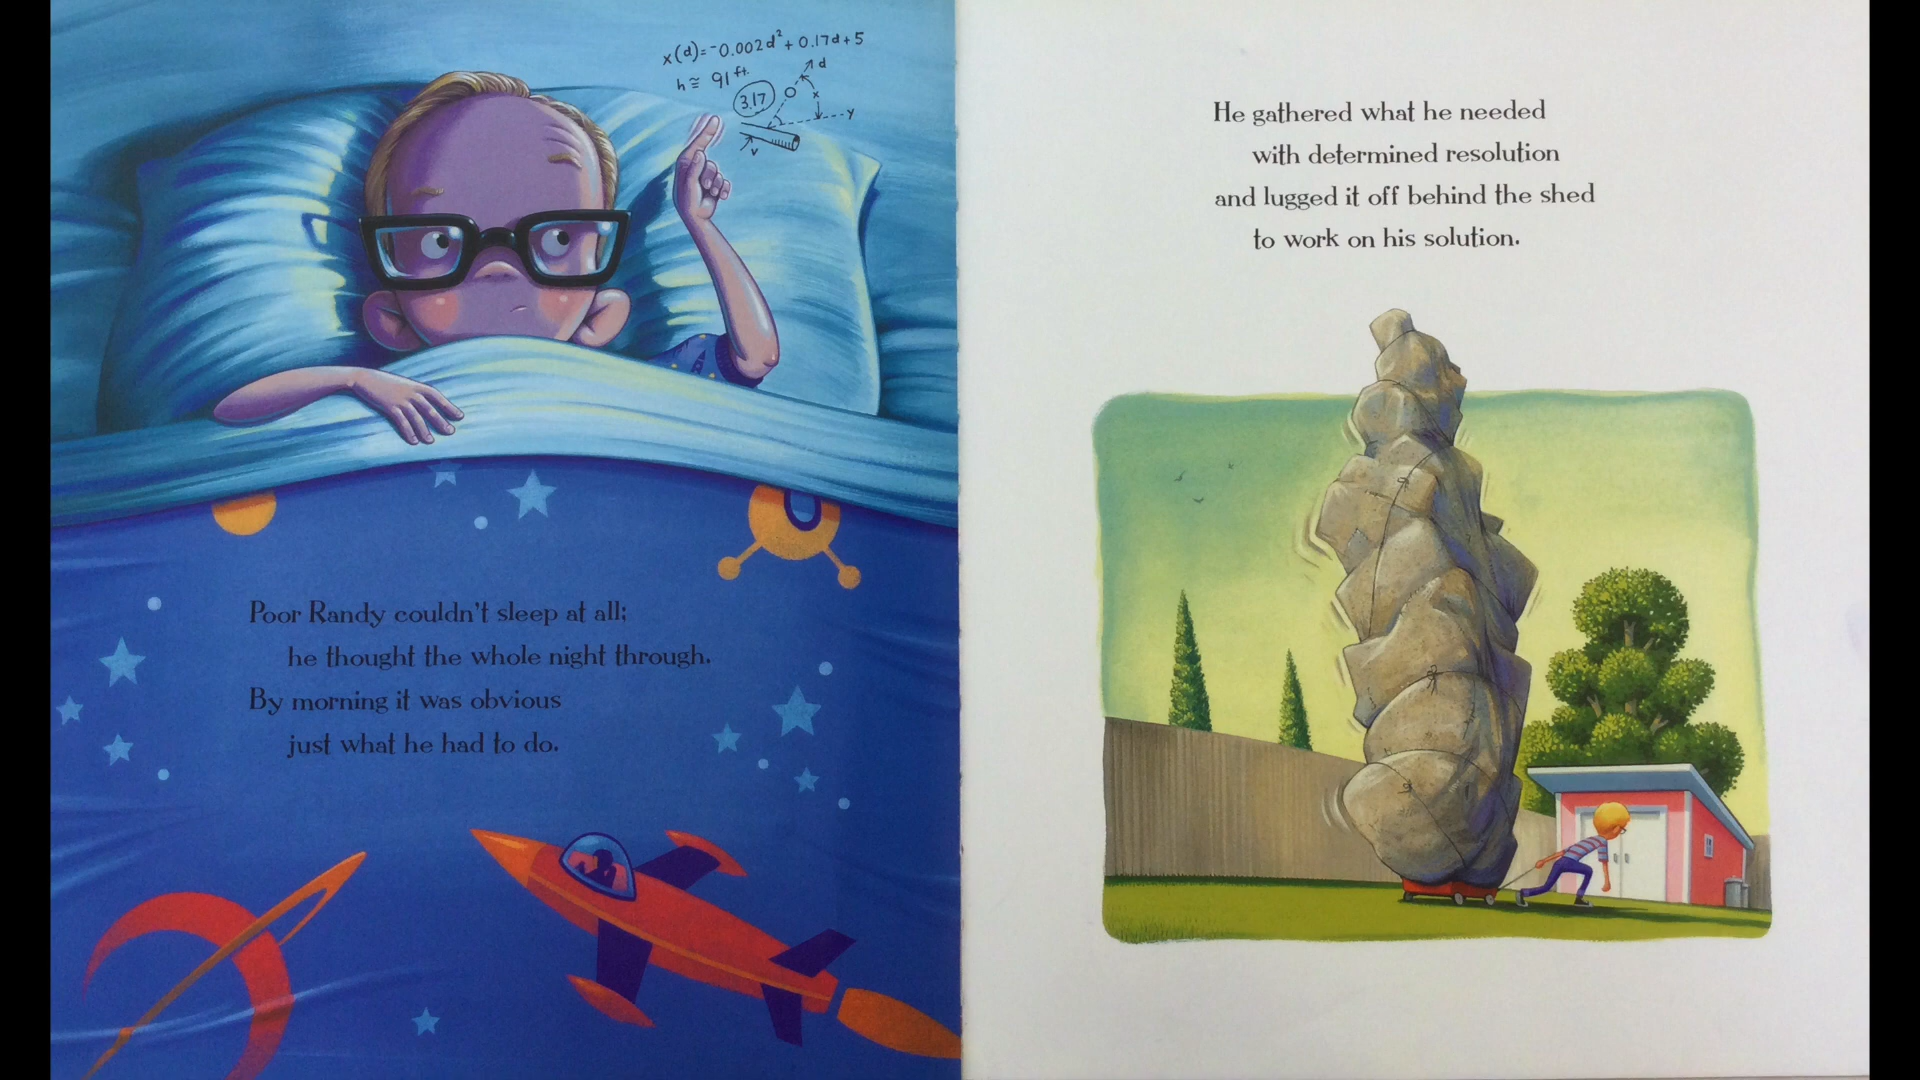 x(d)=-0.002d²+0.17d+5
h ≅ 91 ft.
3.17
d
x
y
v
Poor Randy couldn't sleep at all;
he thought the whole night through.
By morning it was obvious
just what he had to do.
He gathered what he needed
with determined resolution
and lugged it off behind the shed
to work on his solution.